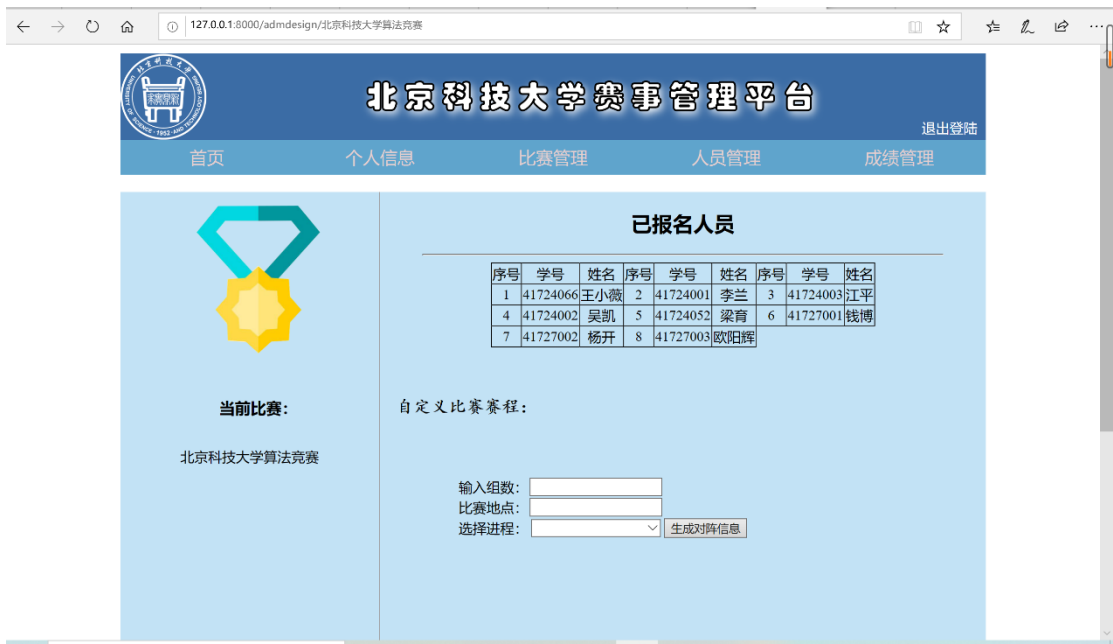 127.0.0.1:8000/admdesign/北京科技大学算法竞赛
北京科技大学赛事管理平台
退出登陆
首页 个人信息 比赛管理 人员管理 成绩管理
已报名人员
序号 学号 姓名 序号 学号 姓名 序号 学号 姓名
1 41724066 王小薇 2 41724001 李兰 3 41724003 江平
4 41724002 吴凯 5 41724052 梁育 6 41727001 钱博
7 41727002 杨开 8 41727003 欧阳辉
当前比赛：
北京科技大学算法竞赛
自定义比赛赛程：
输入组数：
比赛地点：
选择进程： 生成对阵信息